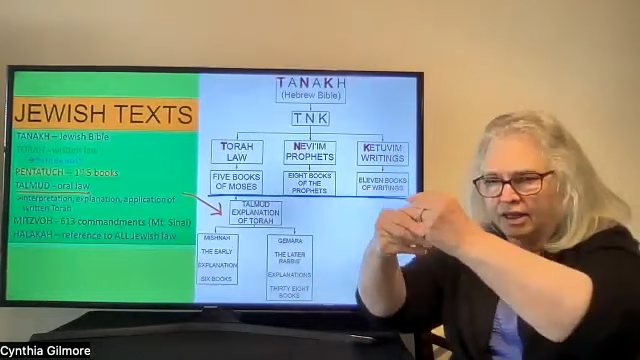 JEWISH TEXTS
TANAKH – Jewish Bible
TORAH - written law
PENTATUCH – 1ST 5 books
TALMUD – oral law
>interpretation, explanation, application of
written Torah
MITZVOH - 613 commandments (Mt. Sinai)
HALAKAH – reference to ALL Jewish law
TANAKH
(Hebrew Bible)
TNK
TORAH
LAW
FIVE BOOKS
OF MOSES
NEVI'IM
PROPHETS
EIGHT BOOKS
OF THE
PROPHETS
KETUVIM
WRITINGS
ELEVEN BOOKS
OF WRITINGS
TALMUD
EXPLANATION
OF TORAH
MISHNAH
THE EARLY
EXPLANATION
SIX BOOKS
GEMARA
THE LATER
RABBIS'
EXPLANATIONS
THIRTY EIGHT
BOOKS
Cynthia Gilmore